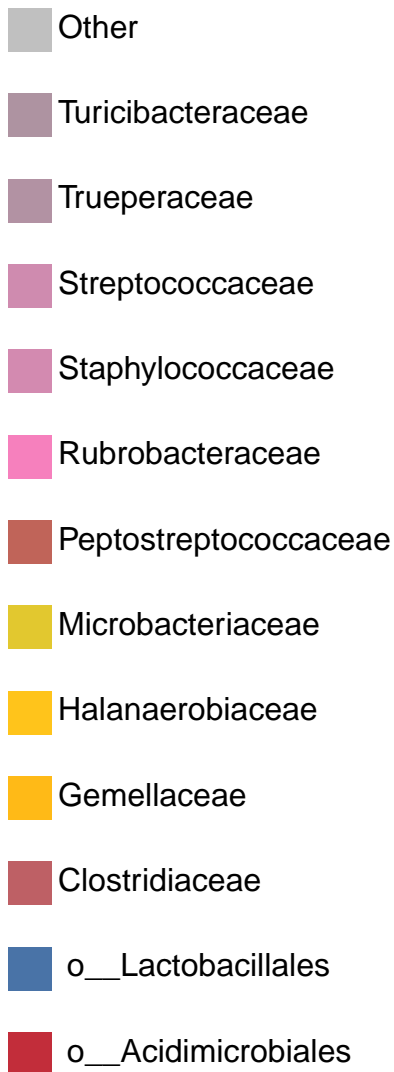 Other
Turicibacteraceae
Trueperaceae
Streptococcaceae
Staphylococcaceae
Rubrobacteraceae
Peptostreptococcaceae
Microbacteriaceae
Halanaerobiaceae
Gemellaceae
Clostridiaceae
o__Lactobacillales
o__Acidimicrobiales